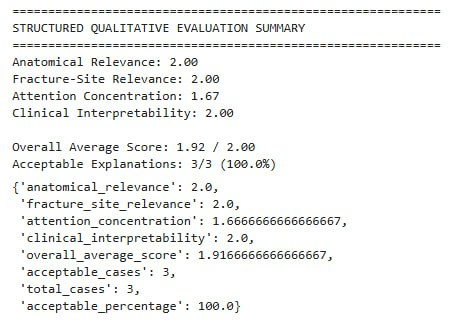 ============================================================
STRUCTURED QUALITATIVE EVALUATION SUMMARY
============================================================
Anatomical Relevance: 2.00
Fracture-Site Relevance: 2.00
Attention Concentration: 1.67
Clinical Interpretability: 2.00

Overall Average Score: 1.92 / 2.00
Acceptable Explanations: 3/3 (100.0%)
{'anatomical_relevance': 2.0,
 'fracture_site_relevance': 2.0,
 'attention_concentration': 1.6666666666666667,
 'clinical_interpretability': 2.0,
 'overall_average_score': 1.9166666666666667,
 'acceptable_cases': 3,
 'total_cases': 3,
 'acceptable_percentage': 100.0}